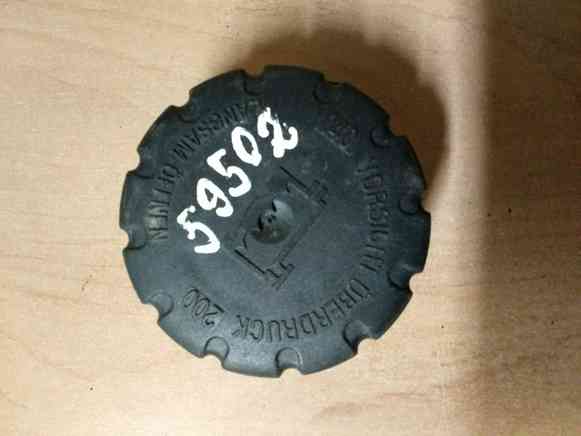 59502
VORSICHT ÜBERDRUCK 200
LANGSAM ÖFFNEN